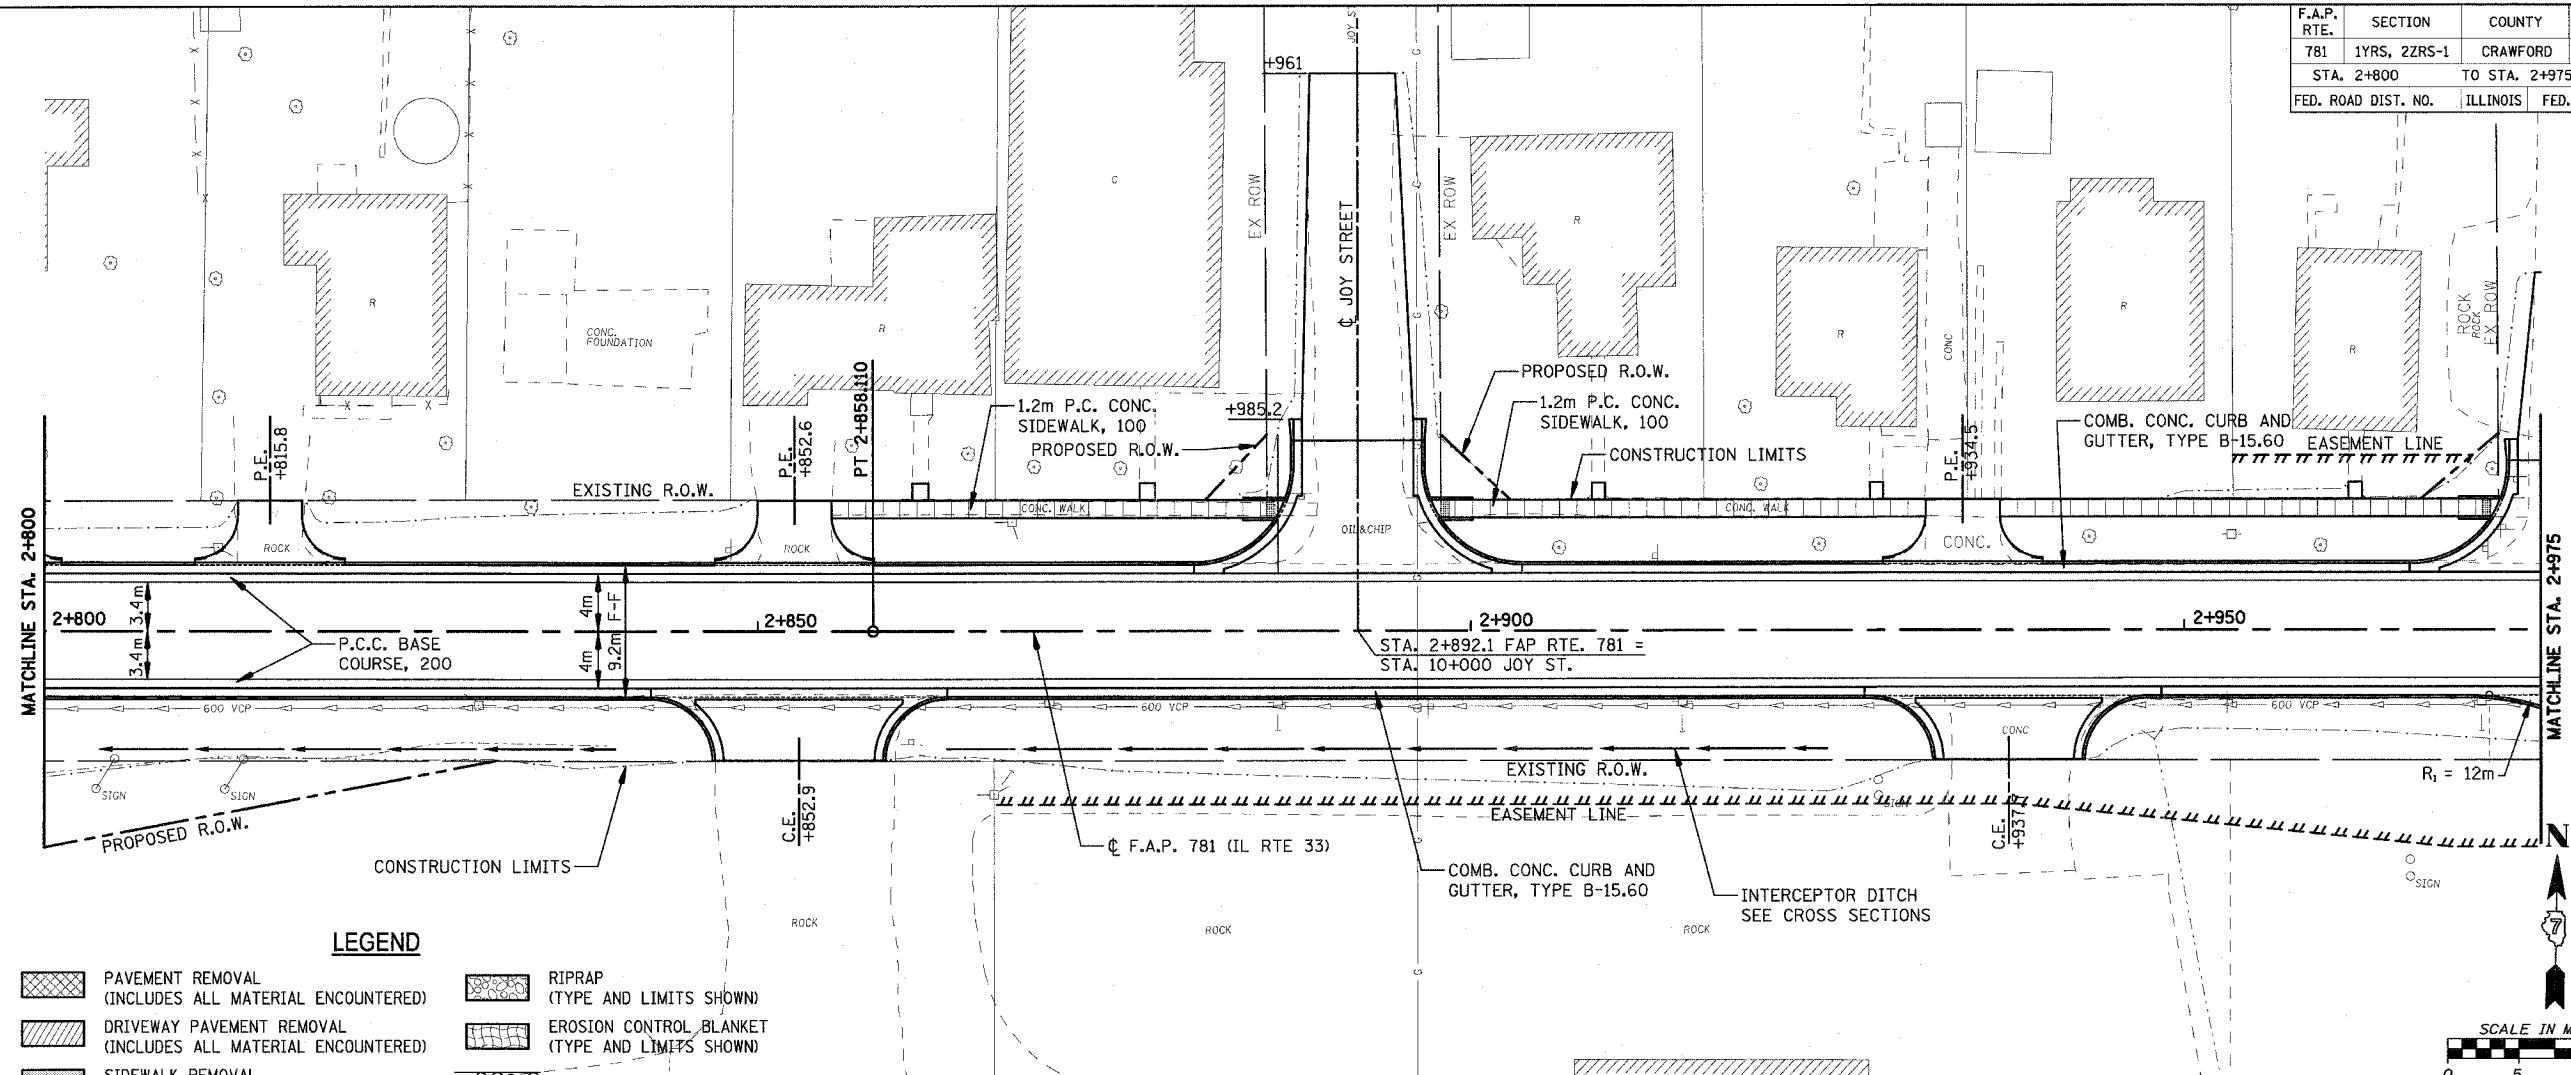 F.A.P.
RTE.
SECTION
COUNTY
781
1YRS, 2ZRS-1
CRAWFORD
STA. 2+800
TO STA. 2+975
FED. ROAD DIST. NO.
ILLINOIS
FED.
JOY S
+961
EX ROW
℄ JOY STREET
EX ROW
C
R
R
R
R
R
R
CONC.
FOUNDATION
CONC
ROCK
ROCK
EX ROW
PROPOSED R.O.W.
1.2m P.C. CONC.
SIDEWALK, 100
PROPOSED R.O.W.
+985.2
1.2m P.C. CONC.
SIDEWALK, 100
CONSTRUCTION LIMITS
COMB. CONC. CURB AND
GUTTER, TYPE B-15.60
EASEMENT LINE
P.E.
+815.8
P.E.
+852.6
PT 2+858.110
P.E.
+934.5
EXISTING R.O.W.
CONC. WALK
CONC. WALK
OIL&CHIP
ROCK
ROCK
CONC.
MATCHLINE STA. 2+800
MATCHLINE STA. 2+975
2+800
3.4m
3.4m
P.C.C. BASE
COURSE, 200
4m
4m
9.2m F-F
2+850
2+900
2+950
STA. 2+892.1 FAP RTE. 781 =
STA. 10+000 JOY ST.
600 VCP
600 VCP
600 VCP
CONC
SIGN
SIGN
SIGN
EXISTING R.O.W.
EASEMENT LINE
R₁ = 12m
PROPOSED R.O.W.
C.E.
+852.9
C.E.
CONSTRUCTION LIMITS
℄ F.A.P. 781 (IL RTE 33)
COMB. CONC. CURB AND
GUTTER, TYPE B-15.60
INTERCEPTOR DITCH
SEE CROSS SECTIONS
SIGN
N
7
ROCK
ROCK
ROCK
G
G
G
G
G
G
LEGEND
PAVEMENT REMOVAL
(INCLUDES ALL MATERIAL ENCOUNTERED)
DRIVEWAY PAVEMENT REMOVAL
(INCLUDES ALL MATERIAL ENCOUNTERED)
SIDEWALK REMOVAL
RIPRAP
(TYPE AND LIMITS SHOWN)
EROSION CONTROL BLANKET
(TYPE AND LIMITS SHOWN)
SCALE IN M
0
5